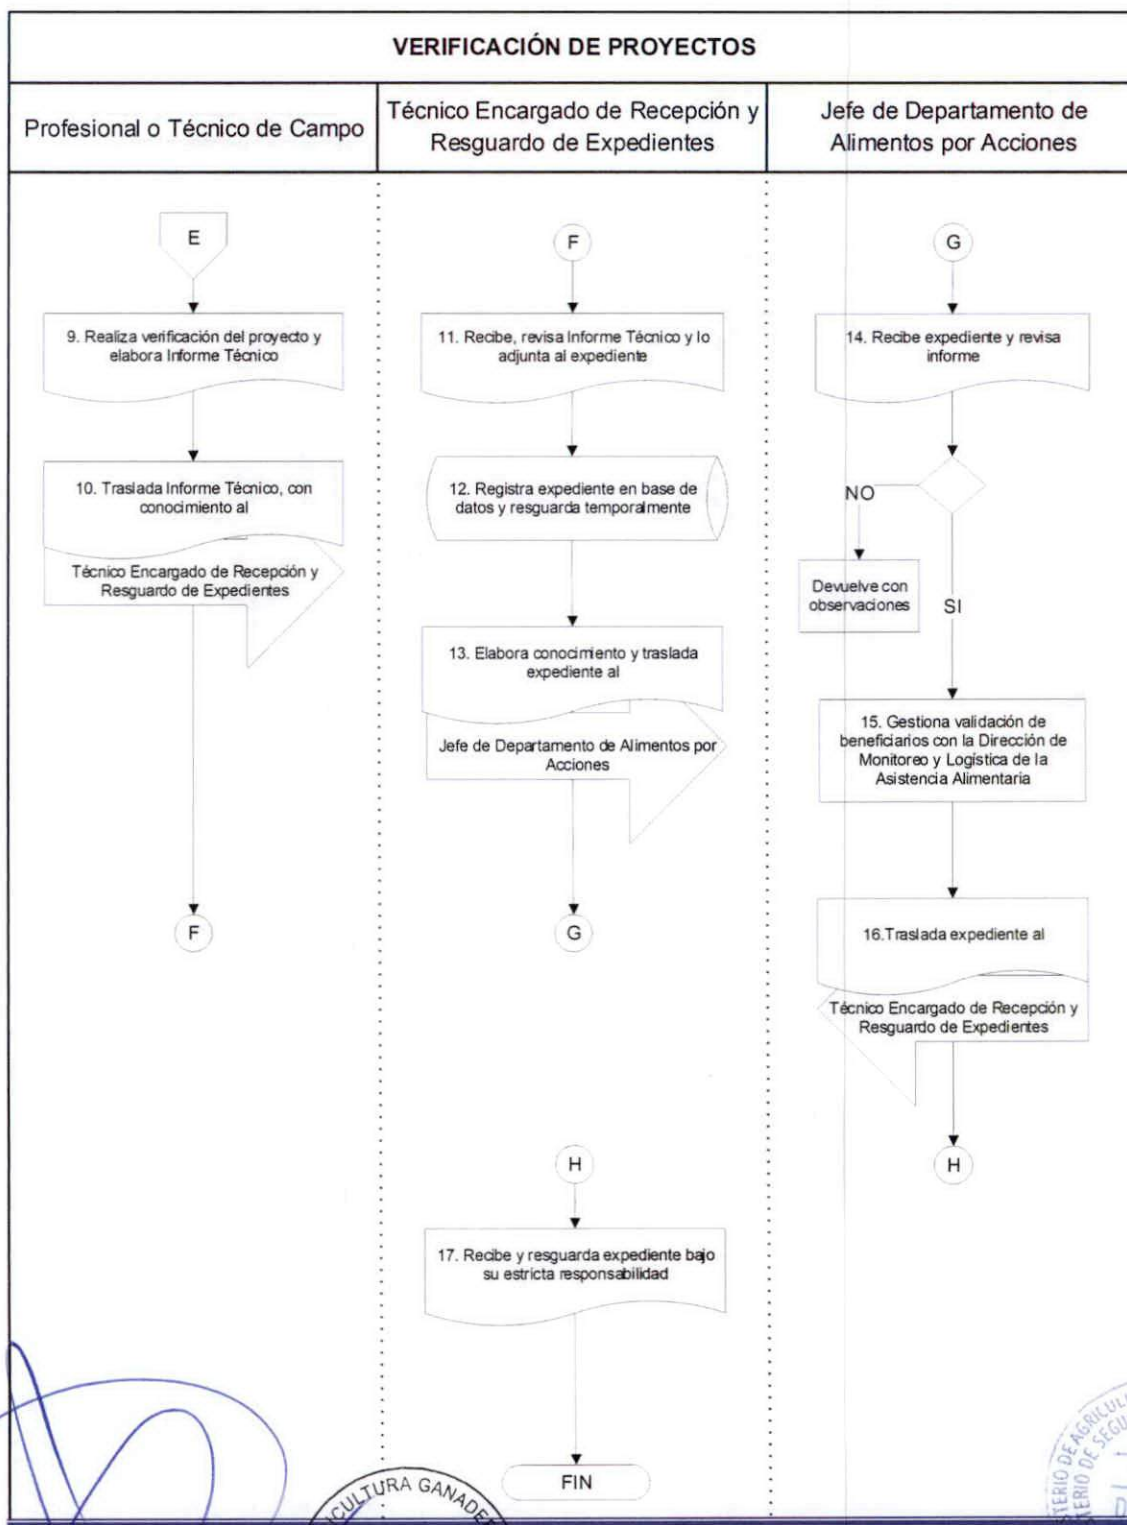 VERIFICACIÓN DE PROYECTOS
Profesional o Técnico de Campo
Técnico Encargado de Recepción y
Resguardo de Expedientes
Jefe de Departamento de
Alimentos por Acciones
E
9. Realiza verificación del proyecto y
elabora Informe Técnico
10. Traslada Informe Técnico, con
conocimiento al
Técnico Encargado de Recepción y
Resguardo de Expedientes
F
F
11. Recibe, revisa Informe Técnico y lo
adjunta al expediente
12. Registra expediente en base de
datos y resguarda temporalmente
13. Elabora conocimiento y traslada
expediente al
Jefe de Departamento de Alimentos por
Acciones
G
G
14. Recibe expediente y revisa
informe
NO
Devuelve con
observaciones
SI
15. Gestiona validación de
beneficiarios con la Dirección de
Monitoreo y Logística de la
Asistencia Alimentaria
16.Traslada expediente al
Técnico Encargado de Recepción y
Resguardo de Expedientes
H
H
17. Recibe y resguarda expediente bajo
su estricta responsabilidad
FIN